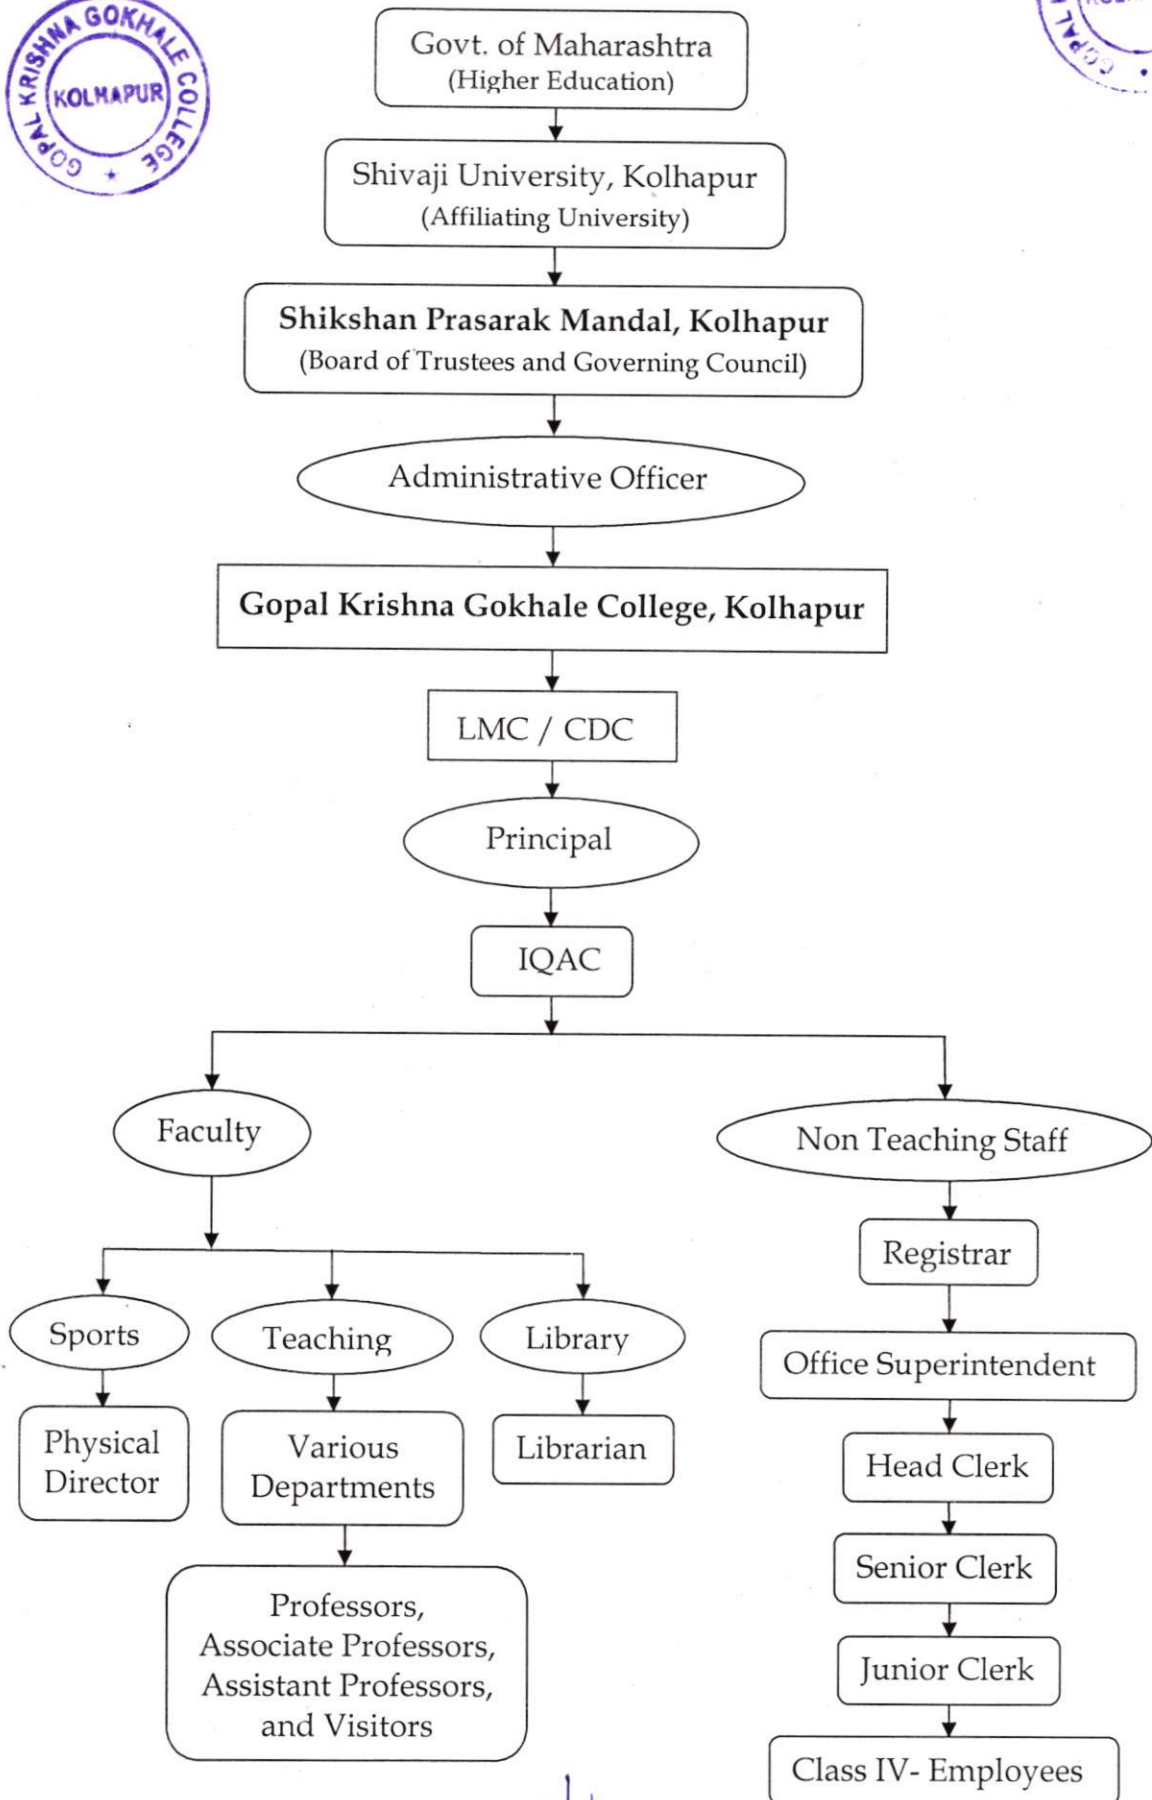 GOPAL KRISHNA GOKHALE COLLEGE
KOLHAPUR
GOPAL
Govt. of Maharashtra
(Higher Education)
Shivaji University, Kolhapur
(Affiliating University)
Shikshan Prasarak Mandal, Kolhapur
(Board of Trustees and Governing Council)
Administrative Officer
Gopal Krishna Gokhale College, Kolhapur
LMC / CDC
Principal
IQAC
Faculty
Non Teaching Staff
Sports
Teaching
Library
Physical
Director
Various
Departments
Librarian
Professors,
Associate Professors,
Assistant Professors,
and Visitors
Registrar
Office Superintendent
Head Clerk
Senior Clerk
Junior Clerk
Class IV- Employees